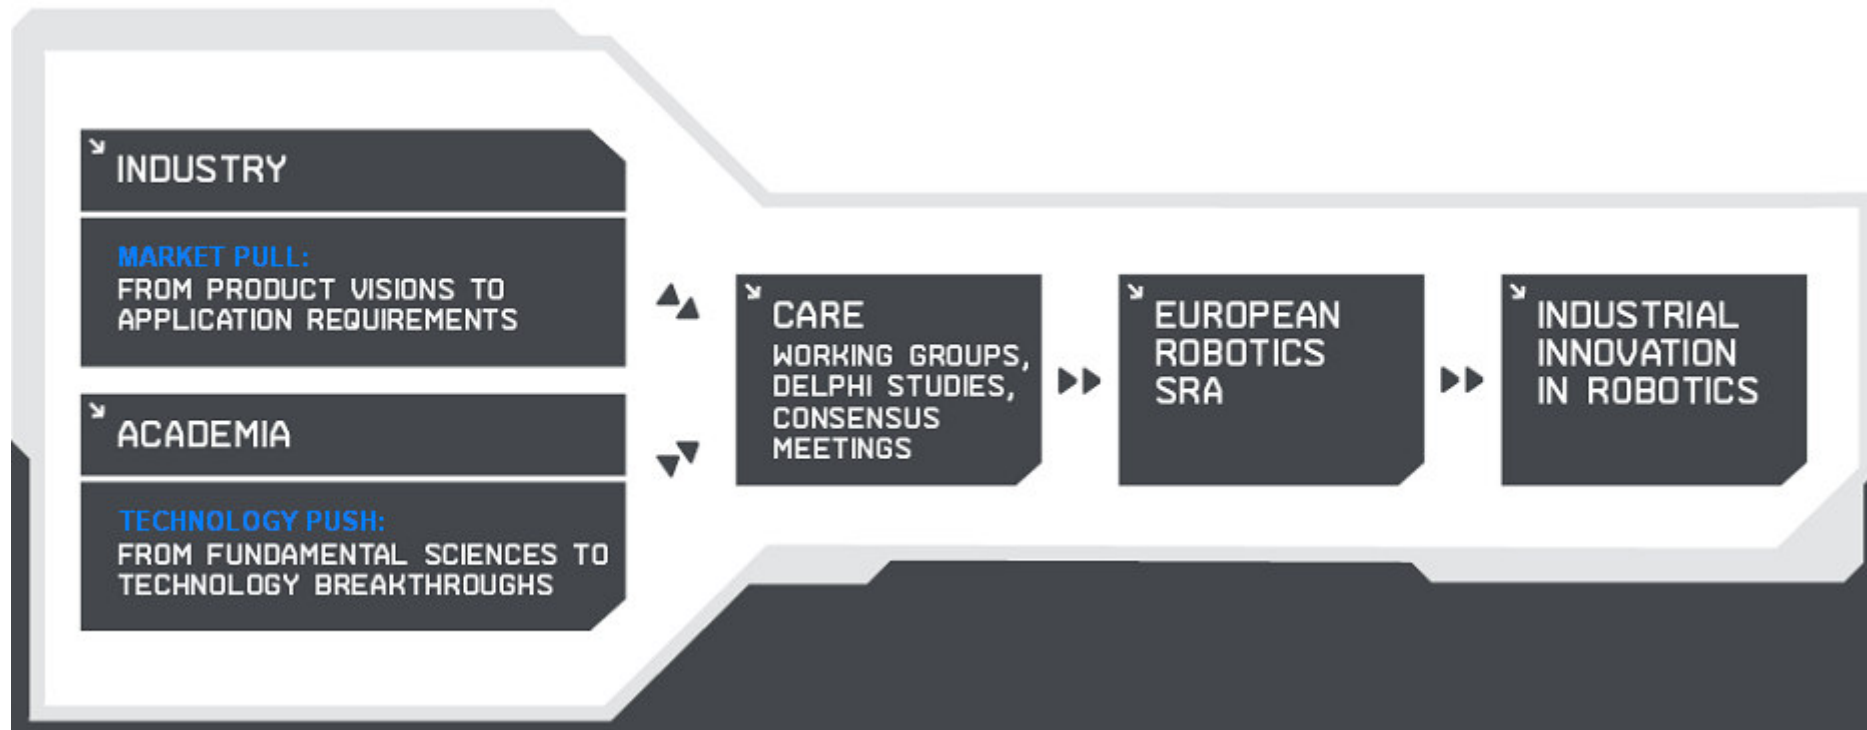 INDUSTRY
MARKET PULL:
FROM PRODUCT VISIONS TO
APPLICATION REQUIREMENTS
ACADEMIA
TECHNOLOGY PUSH:
FROM FUNDAMENTAL SCIENCES TO
TECHNOLOGY BREAKTHROUGHS
CARE
WORKING GROUPS,
DELPHI STUDIES,
CONSENSUS
MEETINGS
EUROPEAN
ROBOTICS
SRA
INDUSTRIAL
INNOVATION
IN ROBOTICS